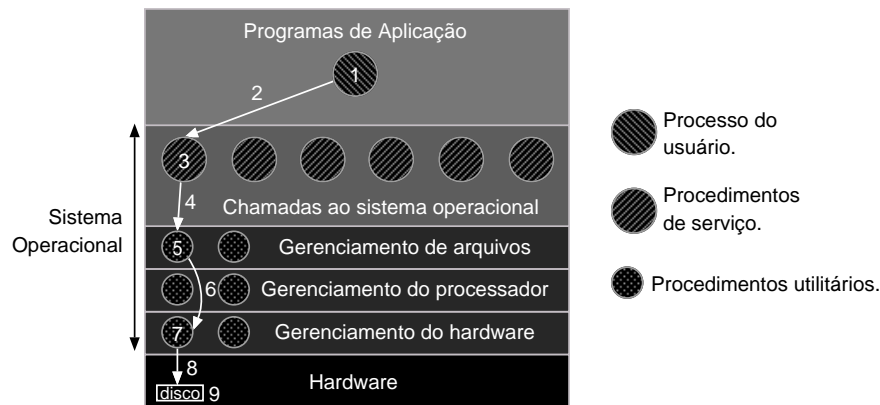 Programas de Aplicação
1
2
3
4
Chamadas ao sistema operacional
Sistema
Operacional
5
Gerenciamento de arquivos
6
Gerenciamento do processador
7
Gerenciamento do hardware
8
disco 9
Hardware
Processo do
usuário.
Procedimentos
de serviço.
Procedimentos utilitários.